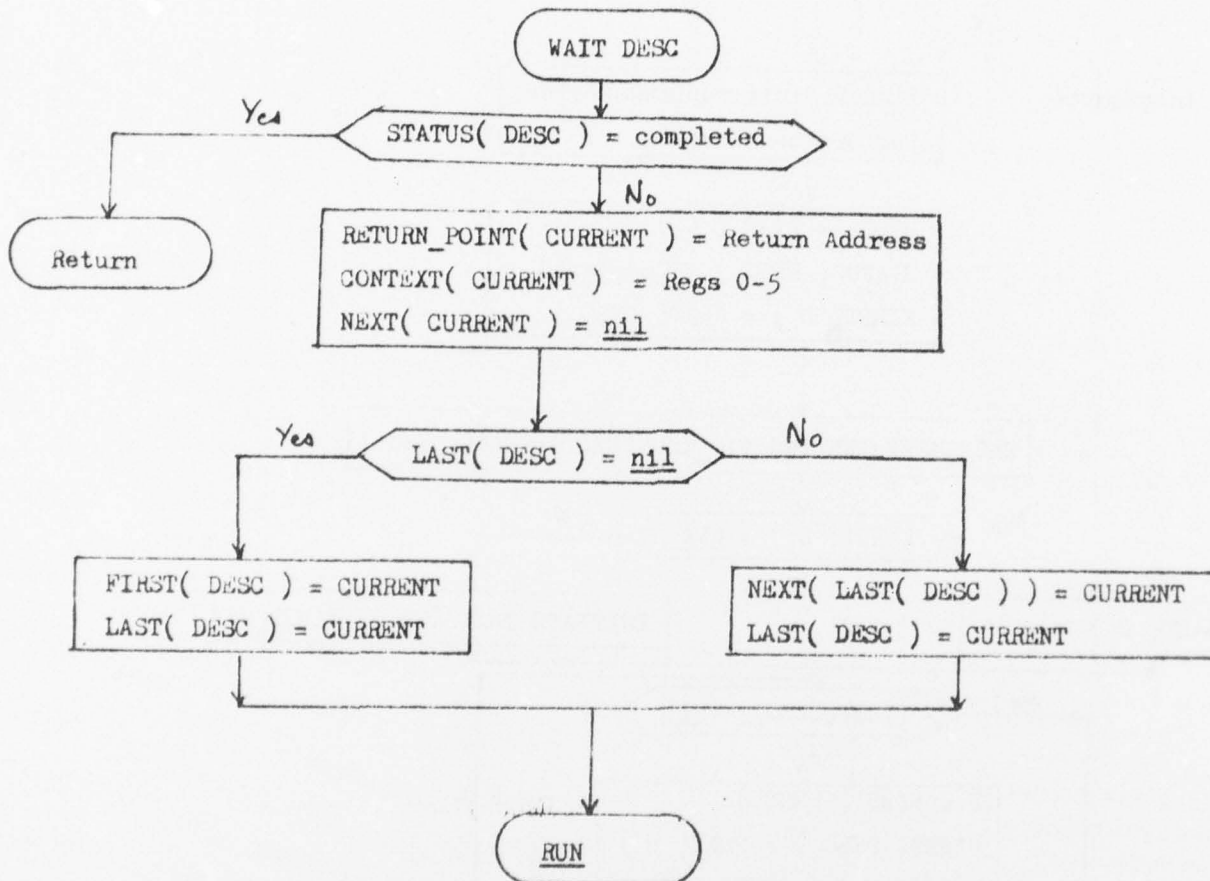 WAIT DESC
Yes
STATUS( DESC ) = completed
No
Return
RETURN_POINT( CURRENT ) = Return Address
CONTEXT( CURRENT ) = Regs 0-5
NEXT( CURRENT ) = nil
Yes
LAST( DESC ) = nil
No
FIRST( DESC ) = CURRENT
LAST( DESC ) = CURRENT
NEXT( LAST( DESC ) ) = CURRENT
LAST( DESC ) = CURRENT
RUN